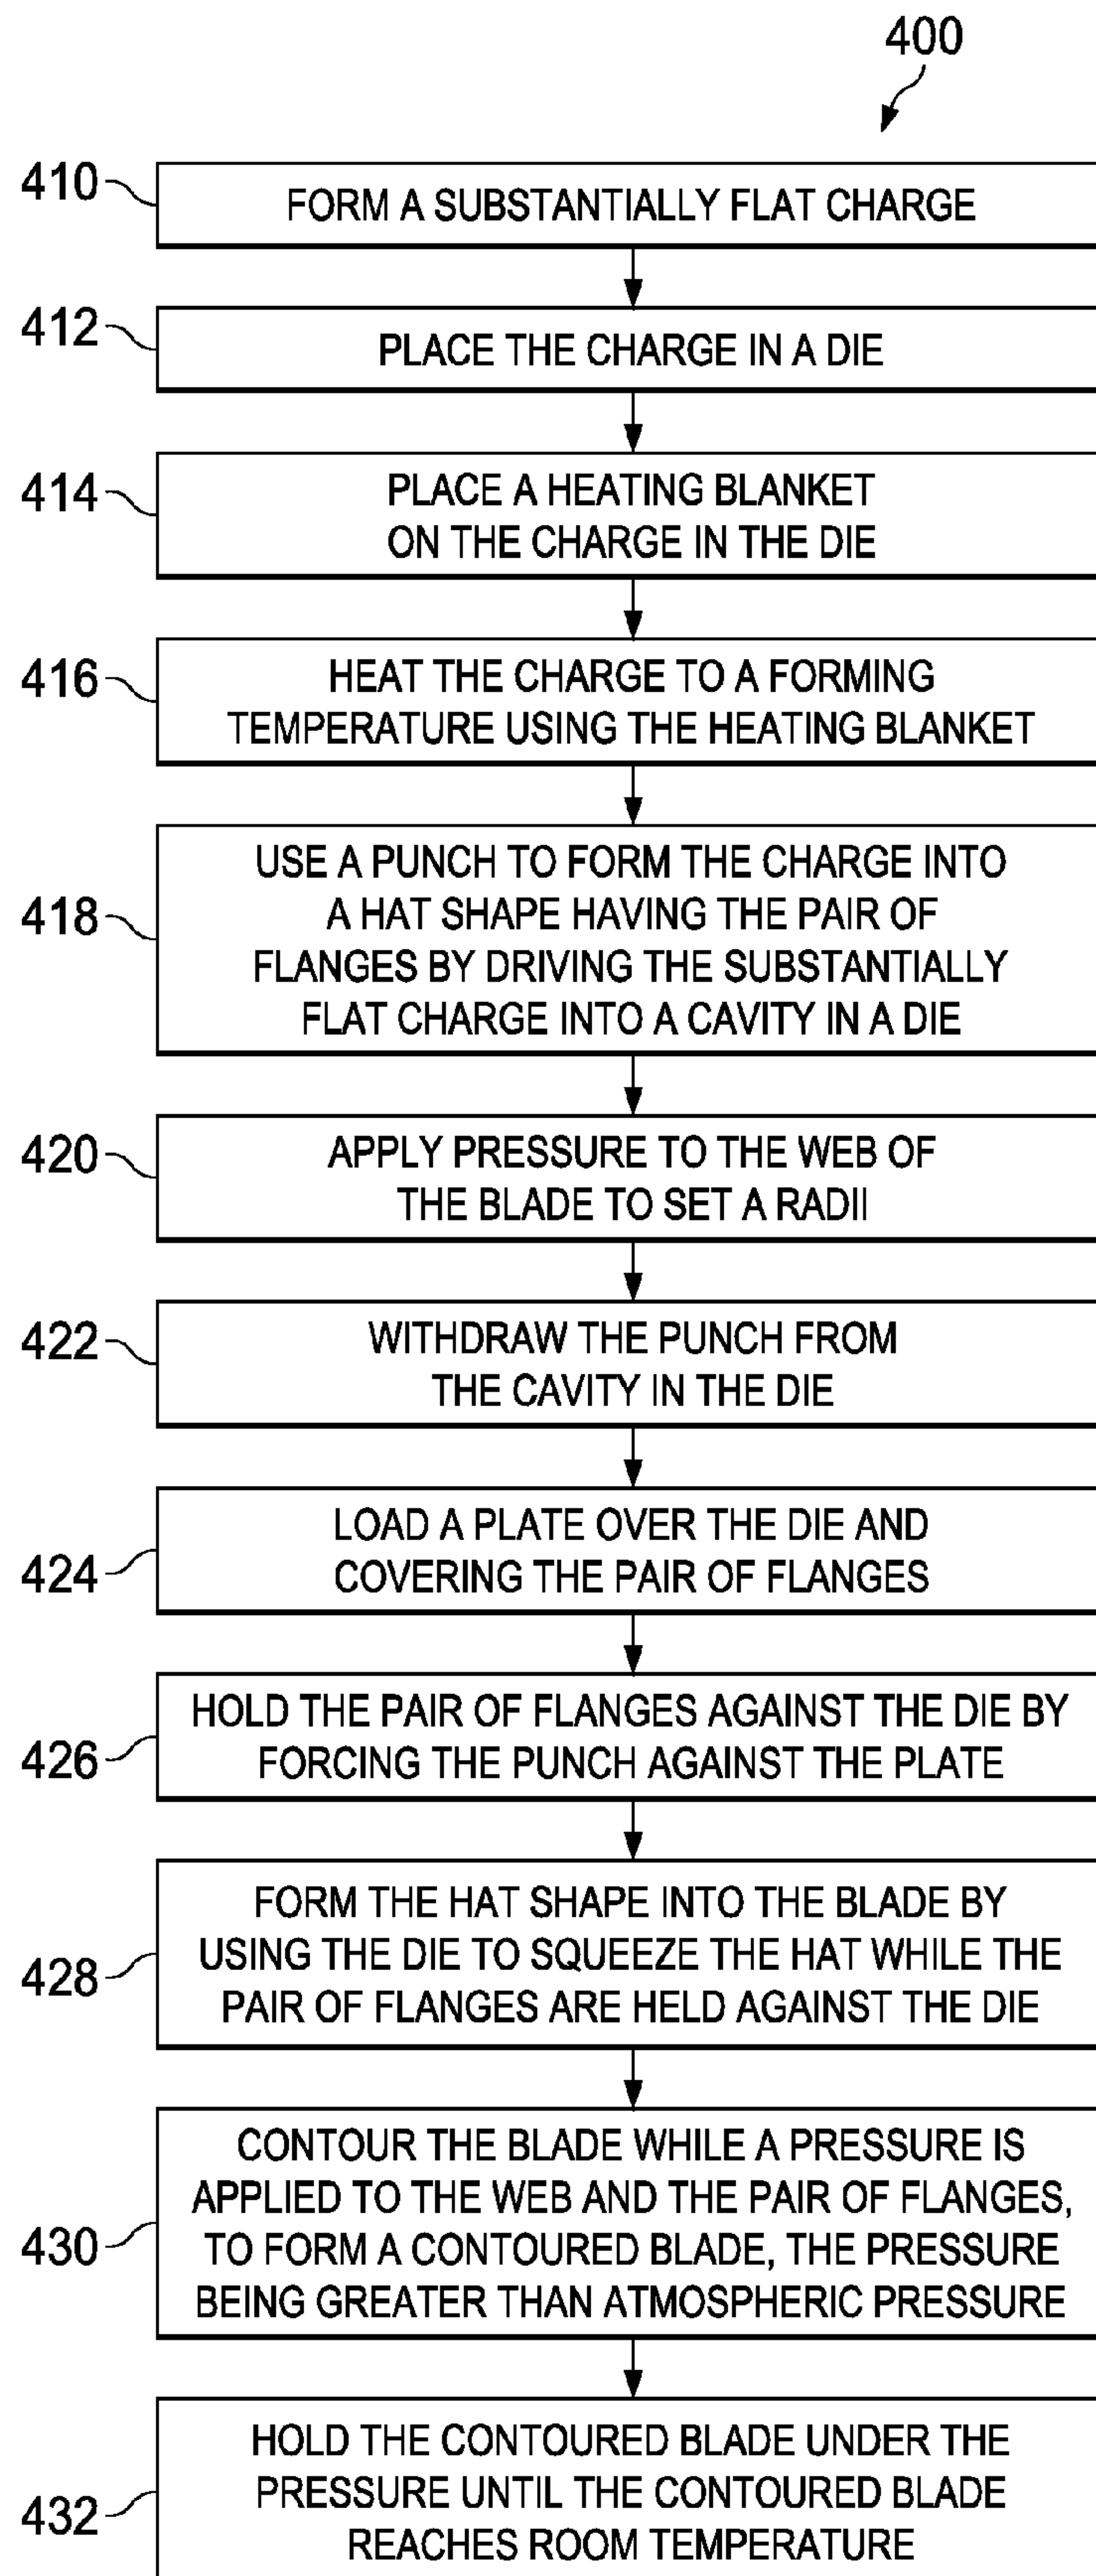 400
410
FORM A SUBSTANTIALLY FLAT CHARGE
412
PLACE THE CHARGE IN A DIE
414
PLACE A HEATING BLANKET
ON THE CHARGE IN THE DIE
416
HEAT THE CHARGE TO A FORMING
TEMPERATURE USING THE HEATING BLANKET
418
USE A PUNCH TO FORM THE CHARGE INTO
A HAT SHAPE HAVING THE PAIR OF
FLANGES BY DRIVING THE SUBSTANTIALLY
FLAT CHARGE INTO A CAVITY IN A DIE
420
APPLY PRESSURE TO THE WEB OF
THE BLADE TO SET A RADII
422
WITHDRAW THE PUNCH FROM
THE CAVITY IN THE DIE
424
LOAD A PLATE OVER THE DIE AND
COVERING THE PAIR OF FLANGES
426
HOLD THE PAIR OF FLANGES AGAINST THE DIE BY
FORCING THE PUNCH AGAINST THE PLATE
428
FORM THE HAT SHAPE INTO THE BLADE BY
USING THE DIE TO SQUEEZE THE HAT WHILE THE
PAIR OF FLANGES ARE HELD AGAINST THE DIE
430
CONTOUR THE BLADE WHILE A PRESSURE IS
APPLIED TO THE WEB AND THE PAIR OF FLANGES,
TO FORM A CONTOURED BLADE, THE PRESSURE
BEING GREATER THAN ATMOSPHERIC PRESSURE
432
HOLD THE CONTOURED BLADE UNDER THE
PRESSURE UNTIL THE CONTOURED BLADE
REACHES ROOM TEMPERATURE